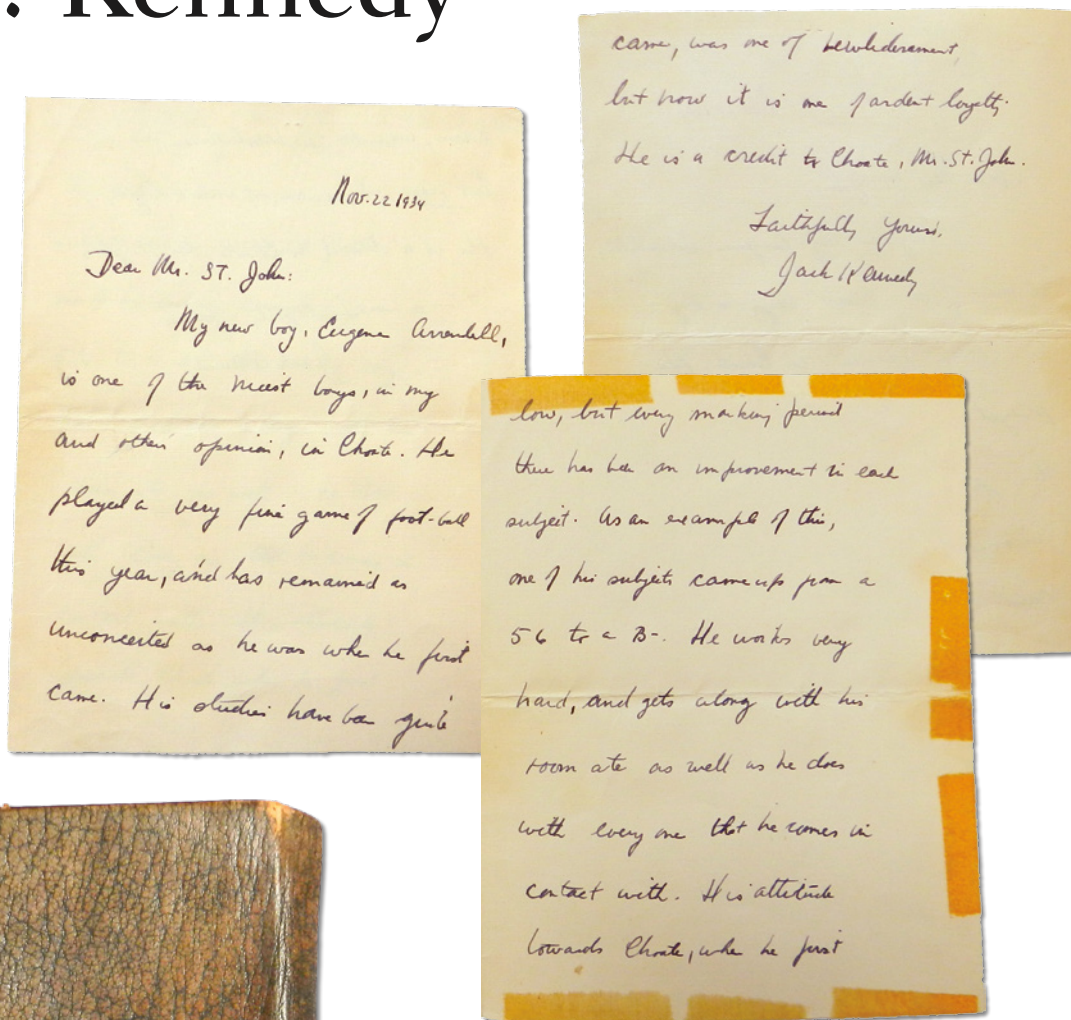 : Kennedy
Nov. 22 1934
Dear Mr. St. John:
My new boy, Eugene Arrendell,
is one of the nicest boys, in my
and others opinion, in Choate. He
played a very fine game of foot-ball
this year, and has remained as
unconceited as he was when he first
came. His studies have been quite
low, but every marking period
there has been an improvement in each
subject. As an example of this,
one of his subjects came up from a
56 to a B-. He works very
hard, and gets along with his
room ate as well as he does
with every one that he comes in
contact with. His attitude
towards Choate, when he first
came, was one of bewliderament,
but now it is one of ardent loyalty.
He is a credit to Choate, Mr. St. John.
Faithfully Yours.
Jack Kennedy